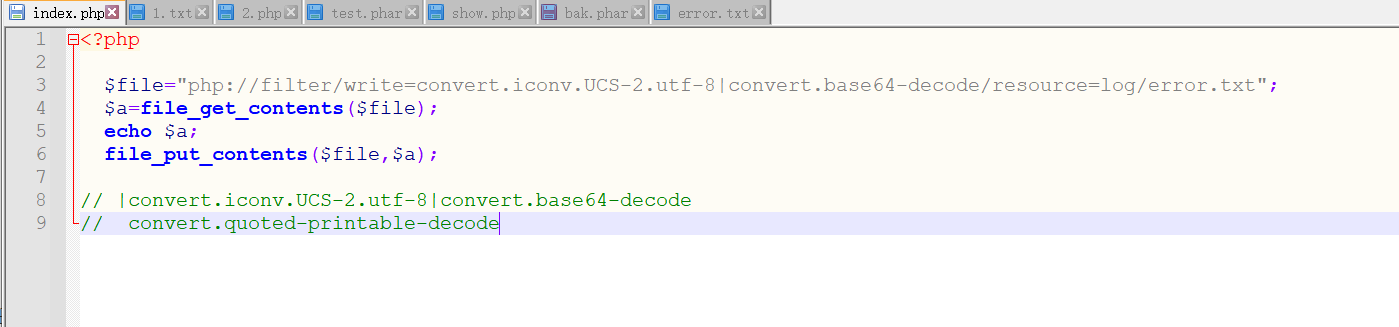 index.php 1.txt 2.php test.phar show.php bak.phar error.txt
1 <?php
2
3 $file="php://filter/write=convert.iconv.UCS-2.utf-8|convert.base64-decode/resource=log/error.txt";
4 $a=file_get_contents($file);
5 echo $a;
6 file_put_contents($file,$a);
7
8 // |convert.iconv.UCS-2.utf-8|convert.base64-decode
9 // convert.quoted-printable-decode